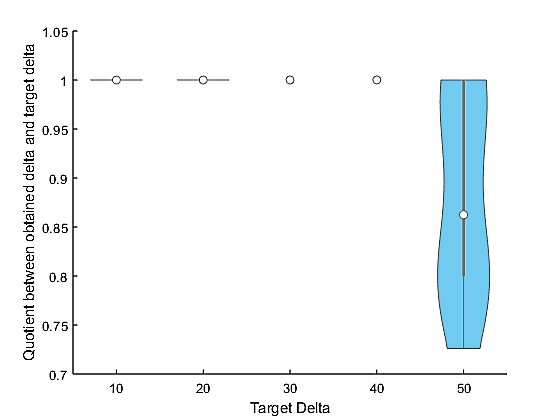 Quotient between obtained delta and target delta
1.05
1
0.95
0.9
0.85
0.8
0.75
0.7
10 20 30 40 50
Target Delta